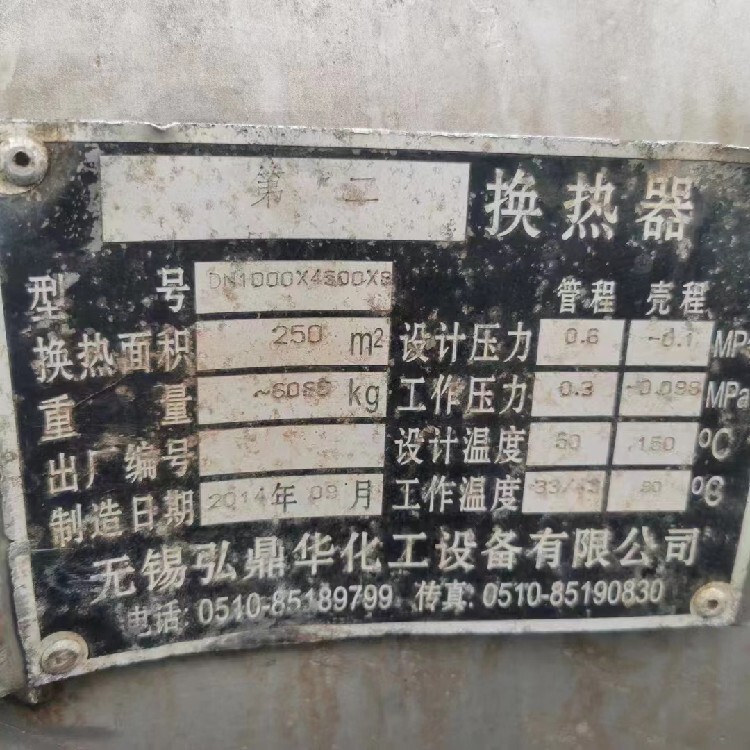 第二 换热器
型号 DN1000X4500X8 管程 壳程
换热面积 250 m² 设计压力 0.6 -0.1 MPa
重量 kg 工作压力 0.3 MPa
出厂编号 设计温度 50 150 ℃
制造日期 2014年09月 工作温度 ℃
无锡弘鼎华化工设备有限公司
电话: 0510-85189799 传真: 0510-85190830